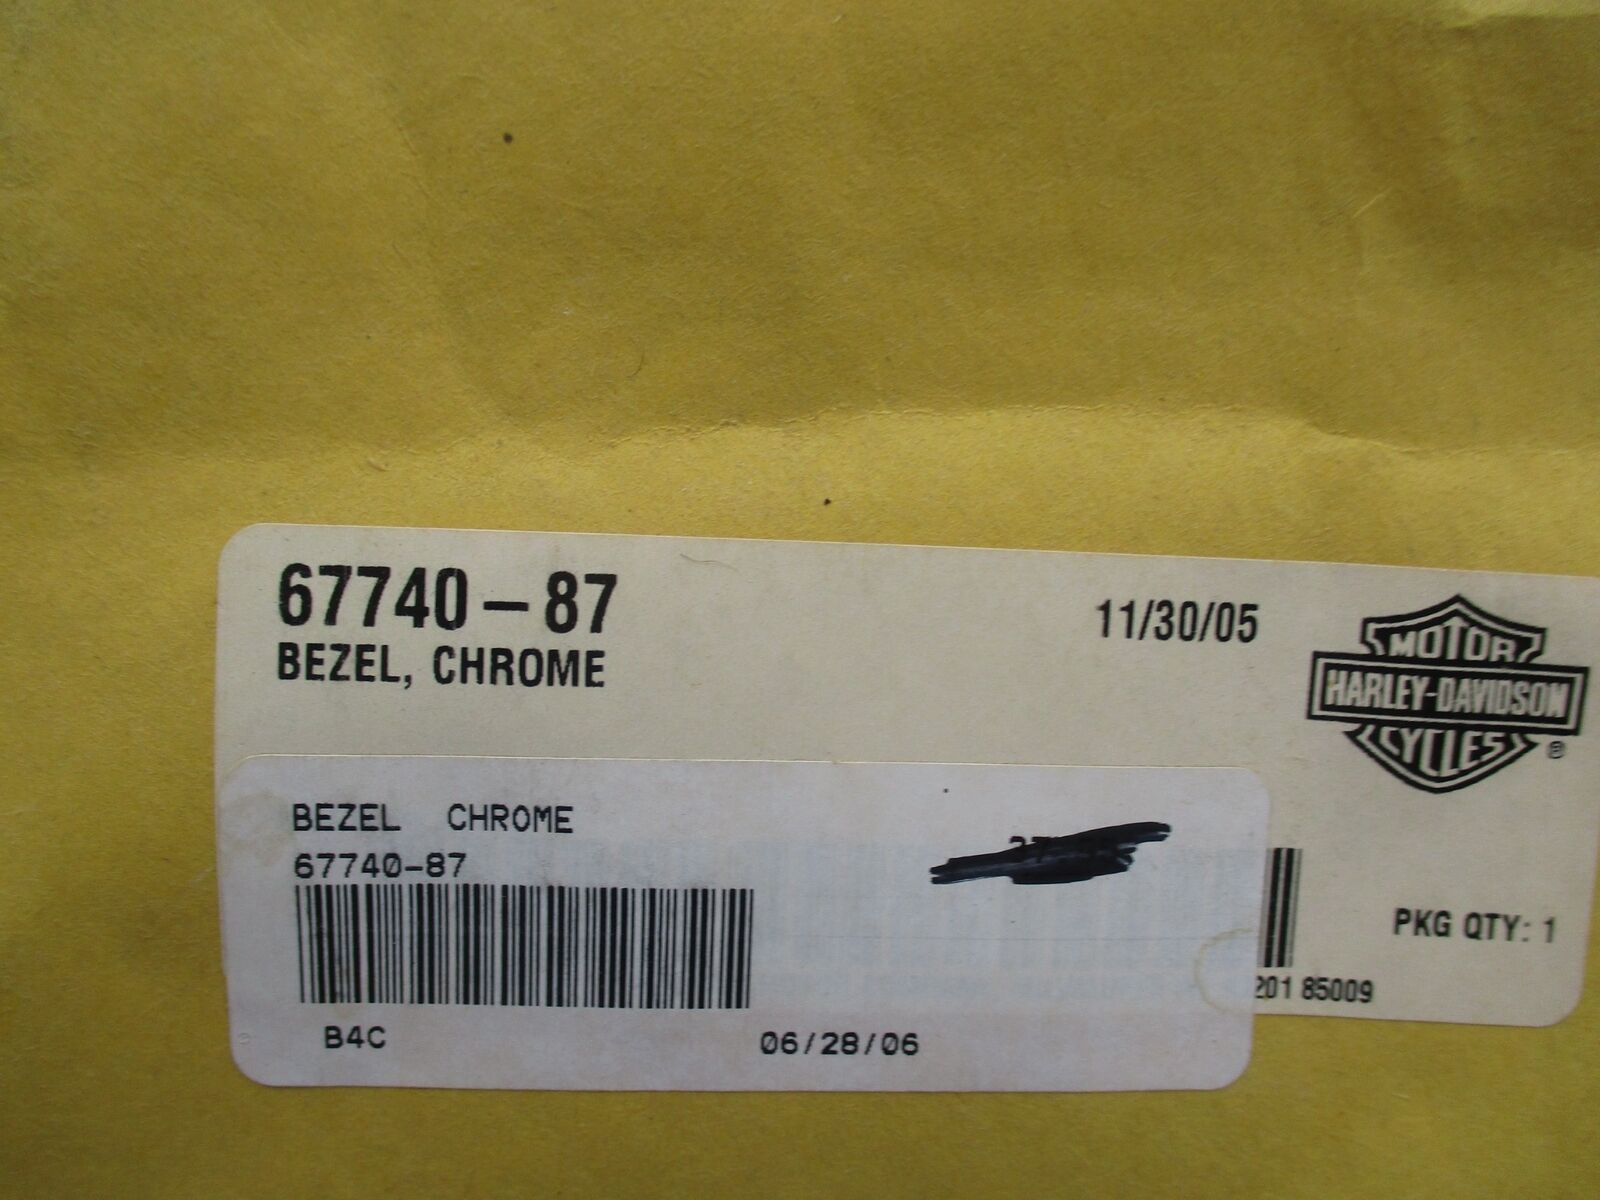 67740-87
BEZEL, CHROME
11/30/05
MOTOR
HARLEY-DAVIDSON
CYCLES
®
BEZEL CHROME
67740-87
B4C
06/28/06
PKG QTY: 1
201 85009